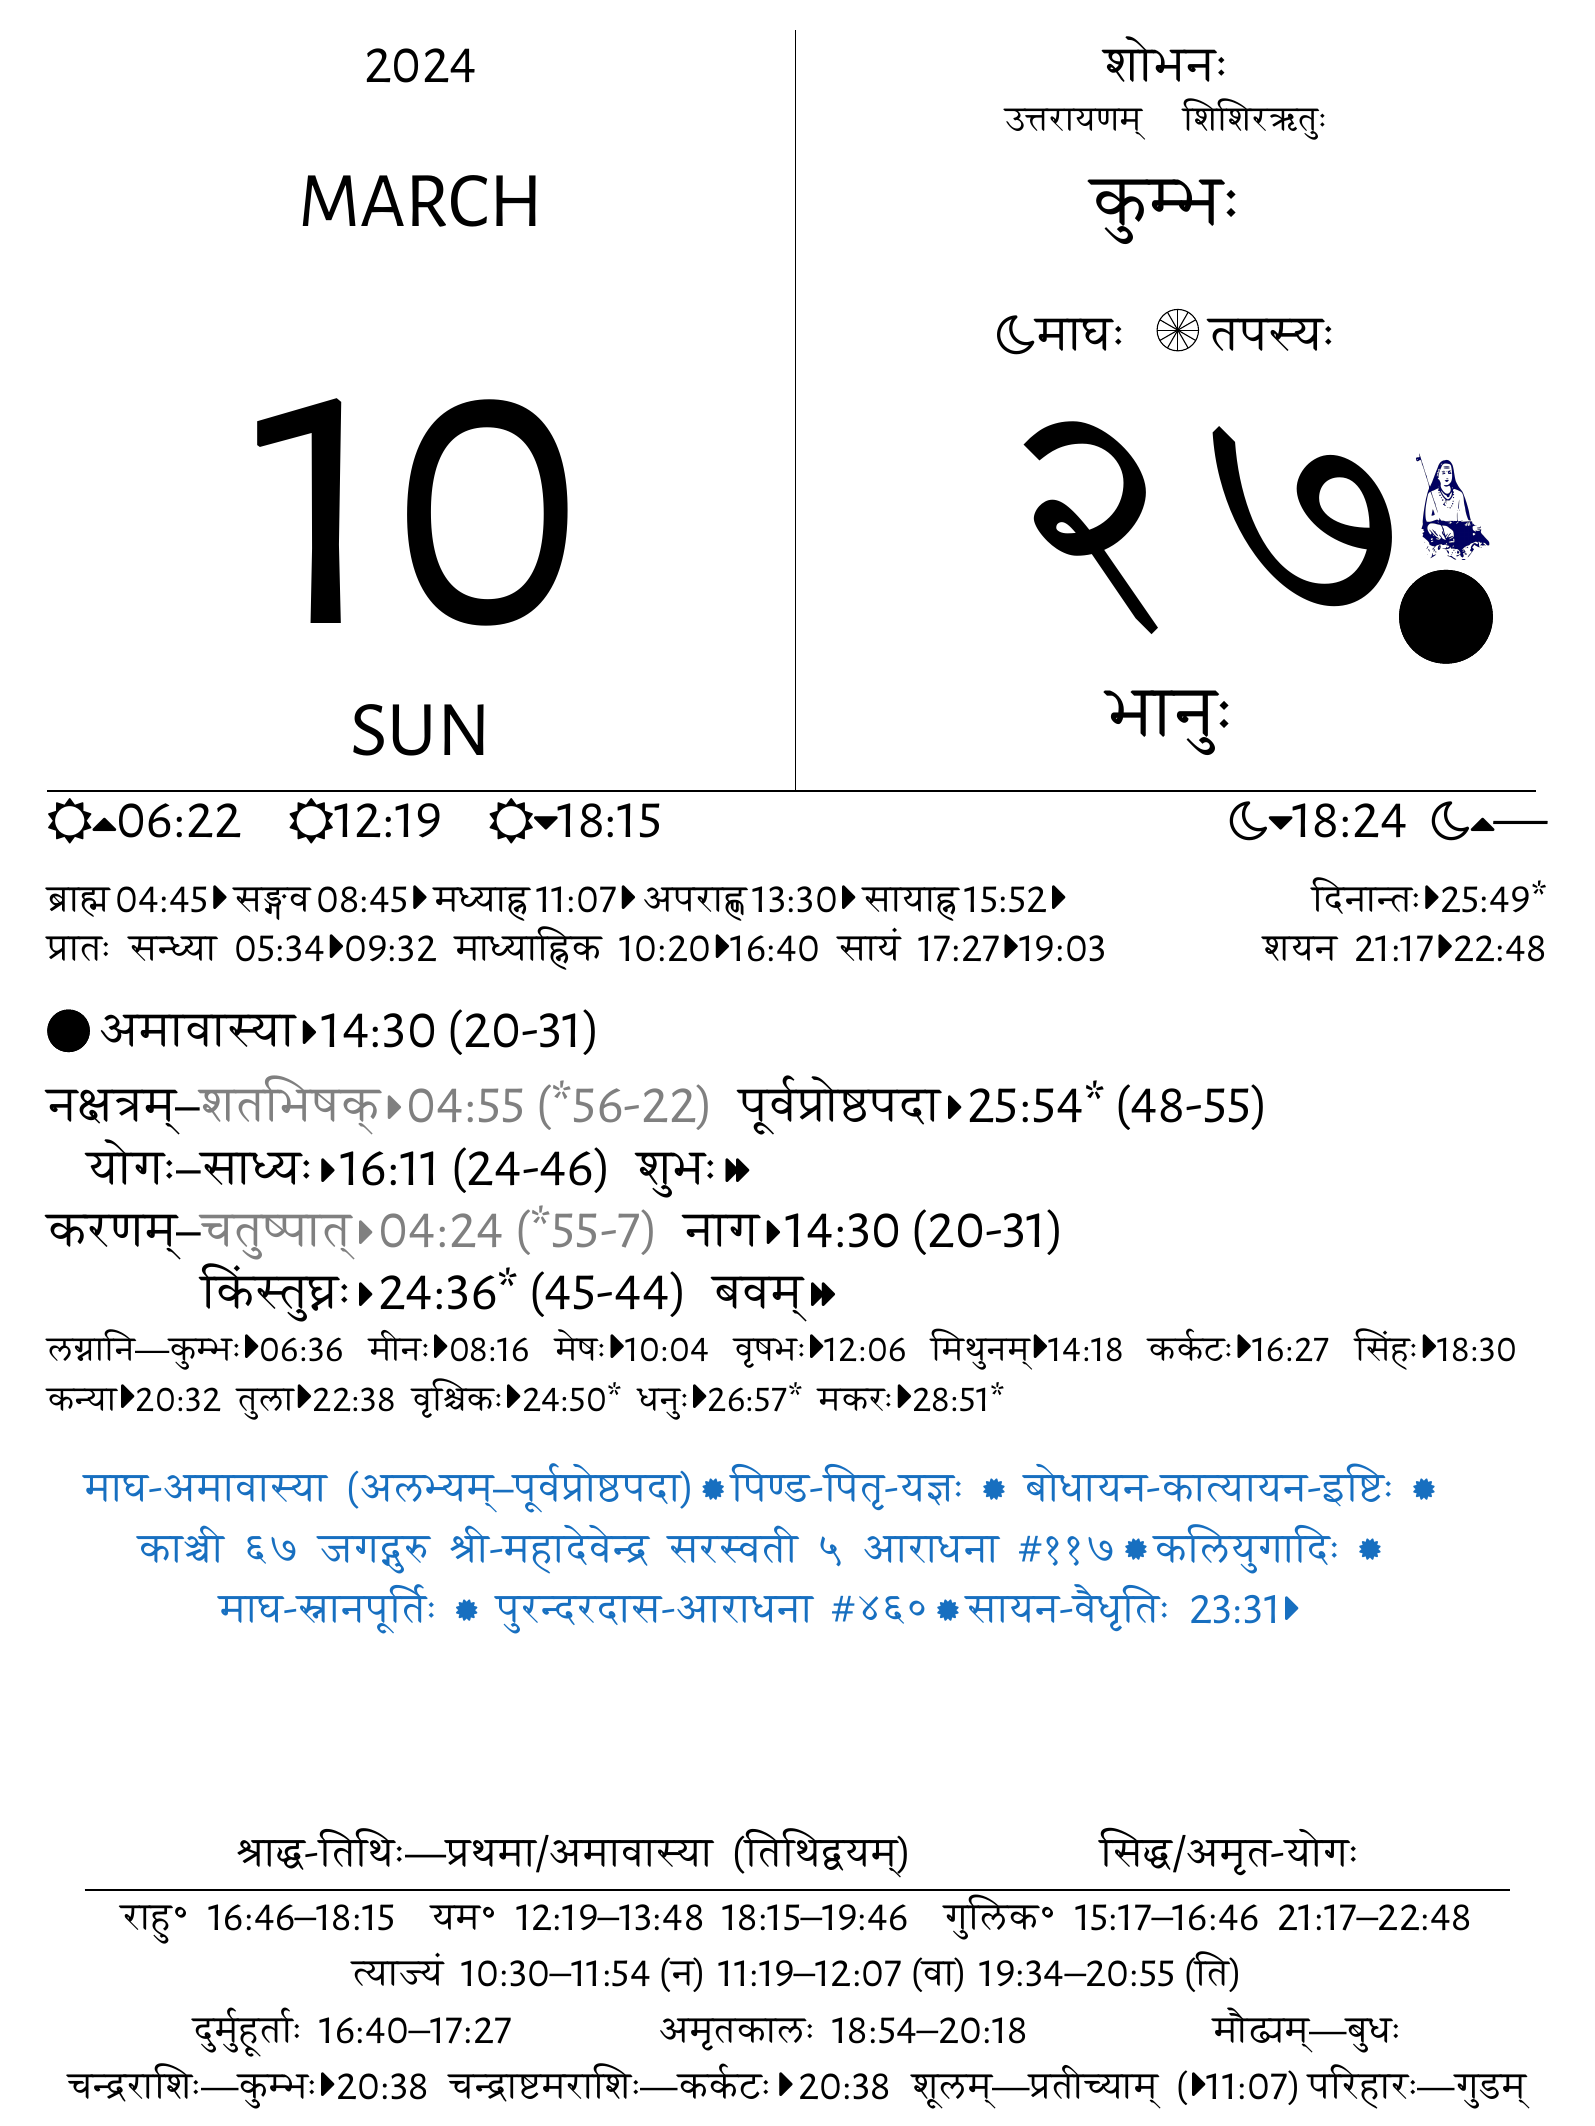 2024
MARCH
10
SUN
शोभनः
उत्तरायणम् शिशिरऋतुः
कुम्भः
माघः तपस्यः
२७
भानुः
06:22 12:19 18:15 18:24 —
ब्राह्म 04:45 सङ्गव 08:45 मध्याह्न 11:07 अपराह्ण 13:30 सायाह्न 15:52 दिनान्तः 25:49*
प्रातः सन्ध्या 05:34 09:32 माध्याह्निक 10:20 16:40 सायं 17:27 19:03 शयन 21:17 22:48
अमावास्या 14:30 (20-31)
नक्षत्रम्–शतभिषक् 04:55 (*56-22) पूर्वप्रोष्ठपदा 25:54* (48-55)
योगः–साध्यः 16:11 (24-46) शुभः
करणम्–चतुष्पात् 04:24 (*55-7) नाग 14:30 (20-31)
किंस्तुघ्नः 24:36* (45-44) बवम्
लग्नानि—कुम्भः 06:36 मीनः 08:16 मेषः 10:04 वृषभः 12:06 मिथुनम् 14:18 कर्कटः 16:27 सिंहः 18:30
कन्या 20:32 तुला 22:38 वृश्चिकः 24:50* धनुः 26:57* मकरः 28:51*
माघ-अमावास्या (अलभ्यम्–पूर्वप्रोष्ठपदा) पिण्ड-पितृ-यज्ञः बोधायन-कात्यायन-इष्टिः
काञ्ची ६७ जगद्गुरु श्री-महादेवेन्द्र सरस्वती ५ आराधना #११७ कलियुगादिः
माघ-स्नानपूर्तिः पुरन्दरदास-आराधना #४६० सायन-वैधृतिः 23:31
श्राद्ध-तिथिः—प्रथमा/अमावास्या (तिथिद्वयम्) सिद्ध/अमृत-योगः
राहु॰ 16:46–18:15 यम॰ 12:19–13:48 18:15–19:46 गुलिक॰ 15:17–16:46 21:17–22:48
त्याज्यं 10:30–11:54 (न) 11:19–12:07 (वा) 19:34–20:55 (ति)
दुर्मुहूर्ताः 16:40–17:27 अमृतकालः 18:54–20:18 मौढ्यम्—बुधः
चन्द्रराशिः—कुम्भः 20:38 चन्द्राष्टमराशिः—कर्कटः 20:38 शूलम्—प्रतीच्याम् (11:07) परिहारः—गुडम्